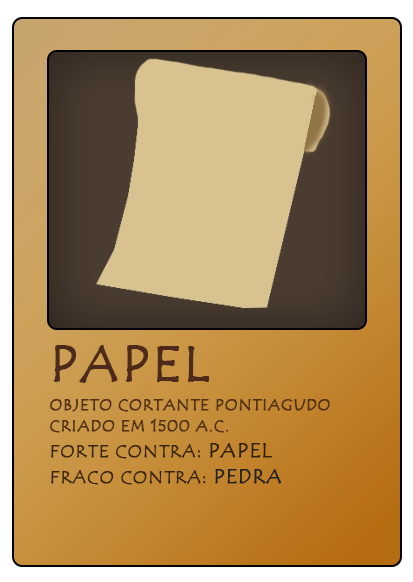 PAPEL
OBJETO CORTANTE PONTIAGUDO
CRIADO EM 1500 A.C.
FORTE CONTRA: PAPEL
FRACO CONTRA: PEDRA